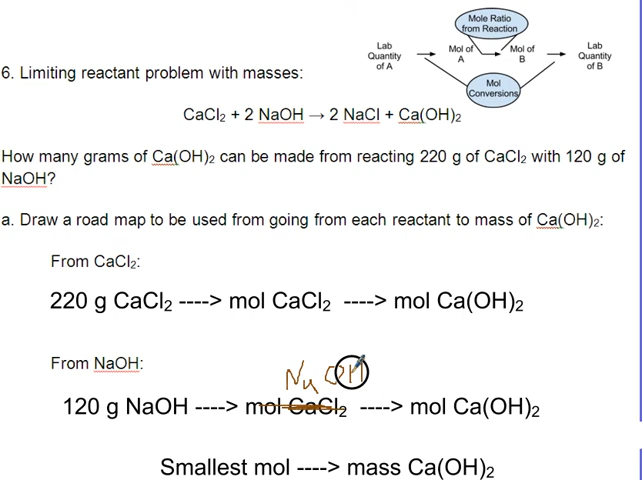 Mole Ratio
from Reaction
Lab
Quantity
of A
Mol of
A
Mol of
B
Lab
Quantity
of B
Mol
Conversions
6. Limiting reactant problem with masses:
CaCl₂ + 2 NaOH → 2 NaCl + Ca(OH)₂
How many grams of Ca(OH)₂ can be made from reacting 220 g of CaCl₂ with 120 g of
NaOH?
a. Draw a road map to be used from going from each reactant to mass of Ca(OH)₂:
From CaCl₂:
220 g CaCl₂ ----> mol CaCl₂ ----> mol Ca(OH)₂
From NaOH:
NaOH
120 g NaOH ----> mol CaCl₂ ----> mol Ca(OH)₂
Smallest mol ----> mass Ca(OH)₂